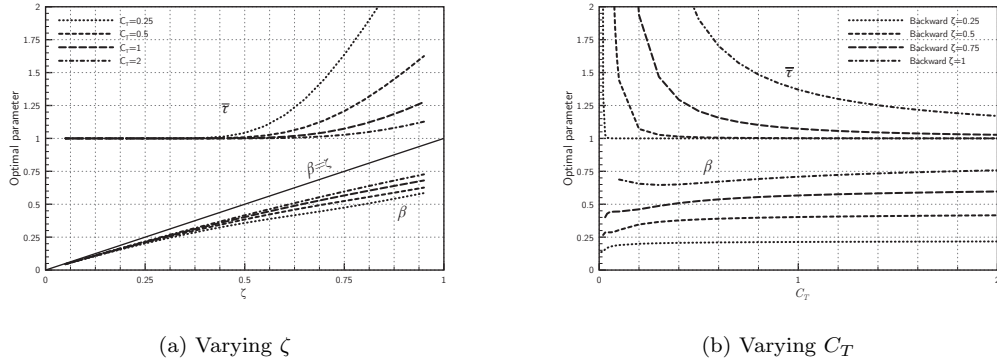 2
1.75
1.5
1.25
1
0.75
0.5
0.25
0
Optimal parameter
C_T=0.25
C_T=0.5
C_T=1
C_T=2
τ̅
β=ζ
β
0
0.25
0.5
0.75
1
ζ
(a) Varying ζ
2
1.75
1.5
1.25
1
0.75
0.5
0.25
0
Optimal parameter
Backward ζ=0.25
Backward ζ=0.5
Backward ζ=0.75
Backward ζ=1
τ̅
β
0
1
2
C_T
(b) Varying C_T